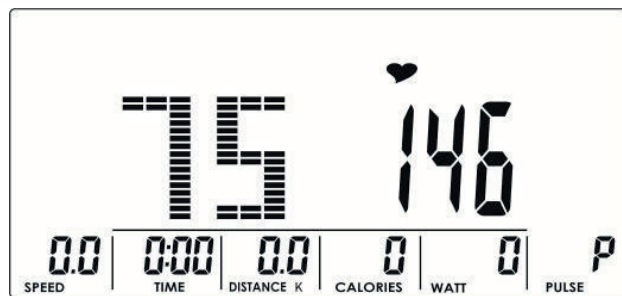 75 146
0.0 0:00 0.0 0 0 P
SPEED TIME DISTANCE K CALORIES WATT PULSE